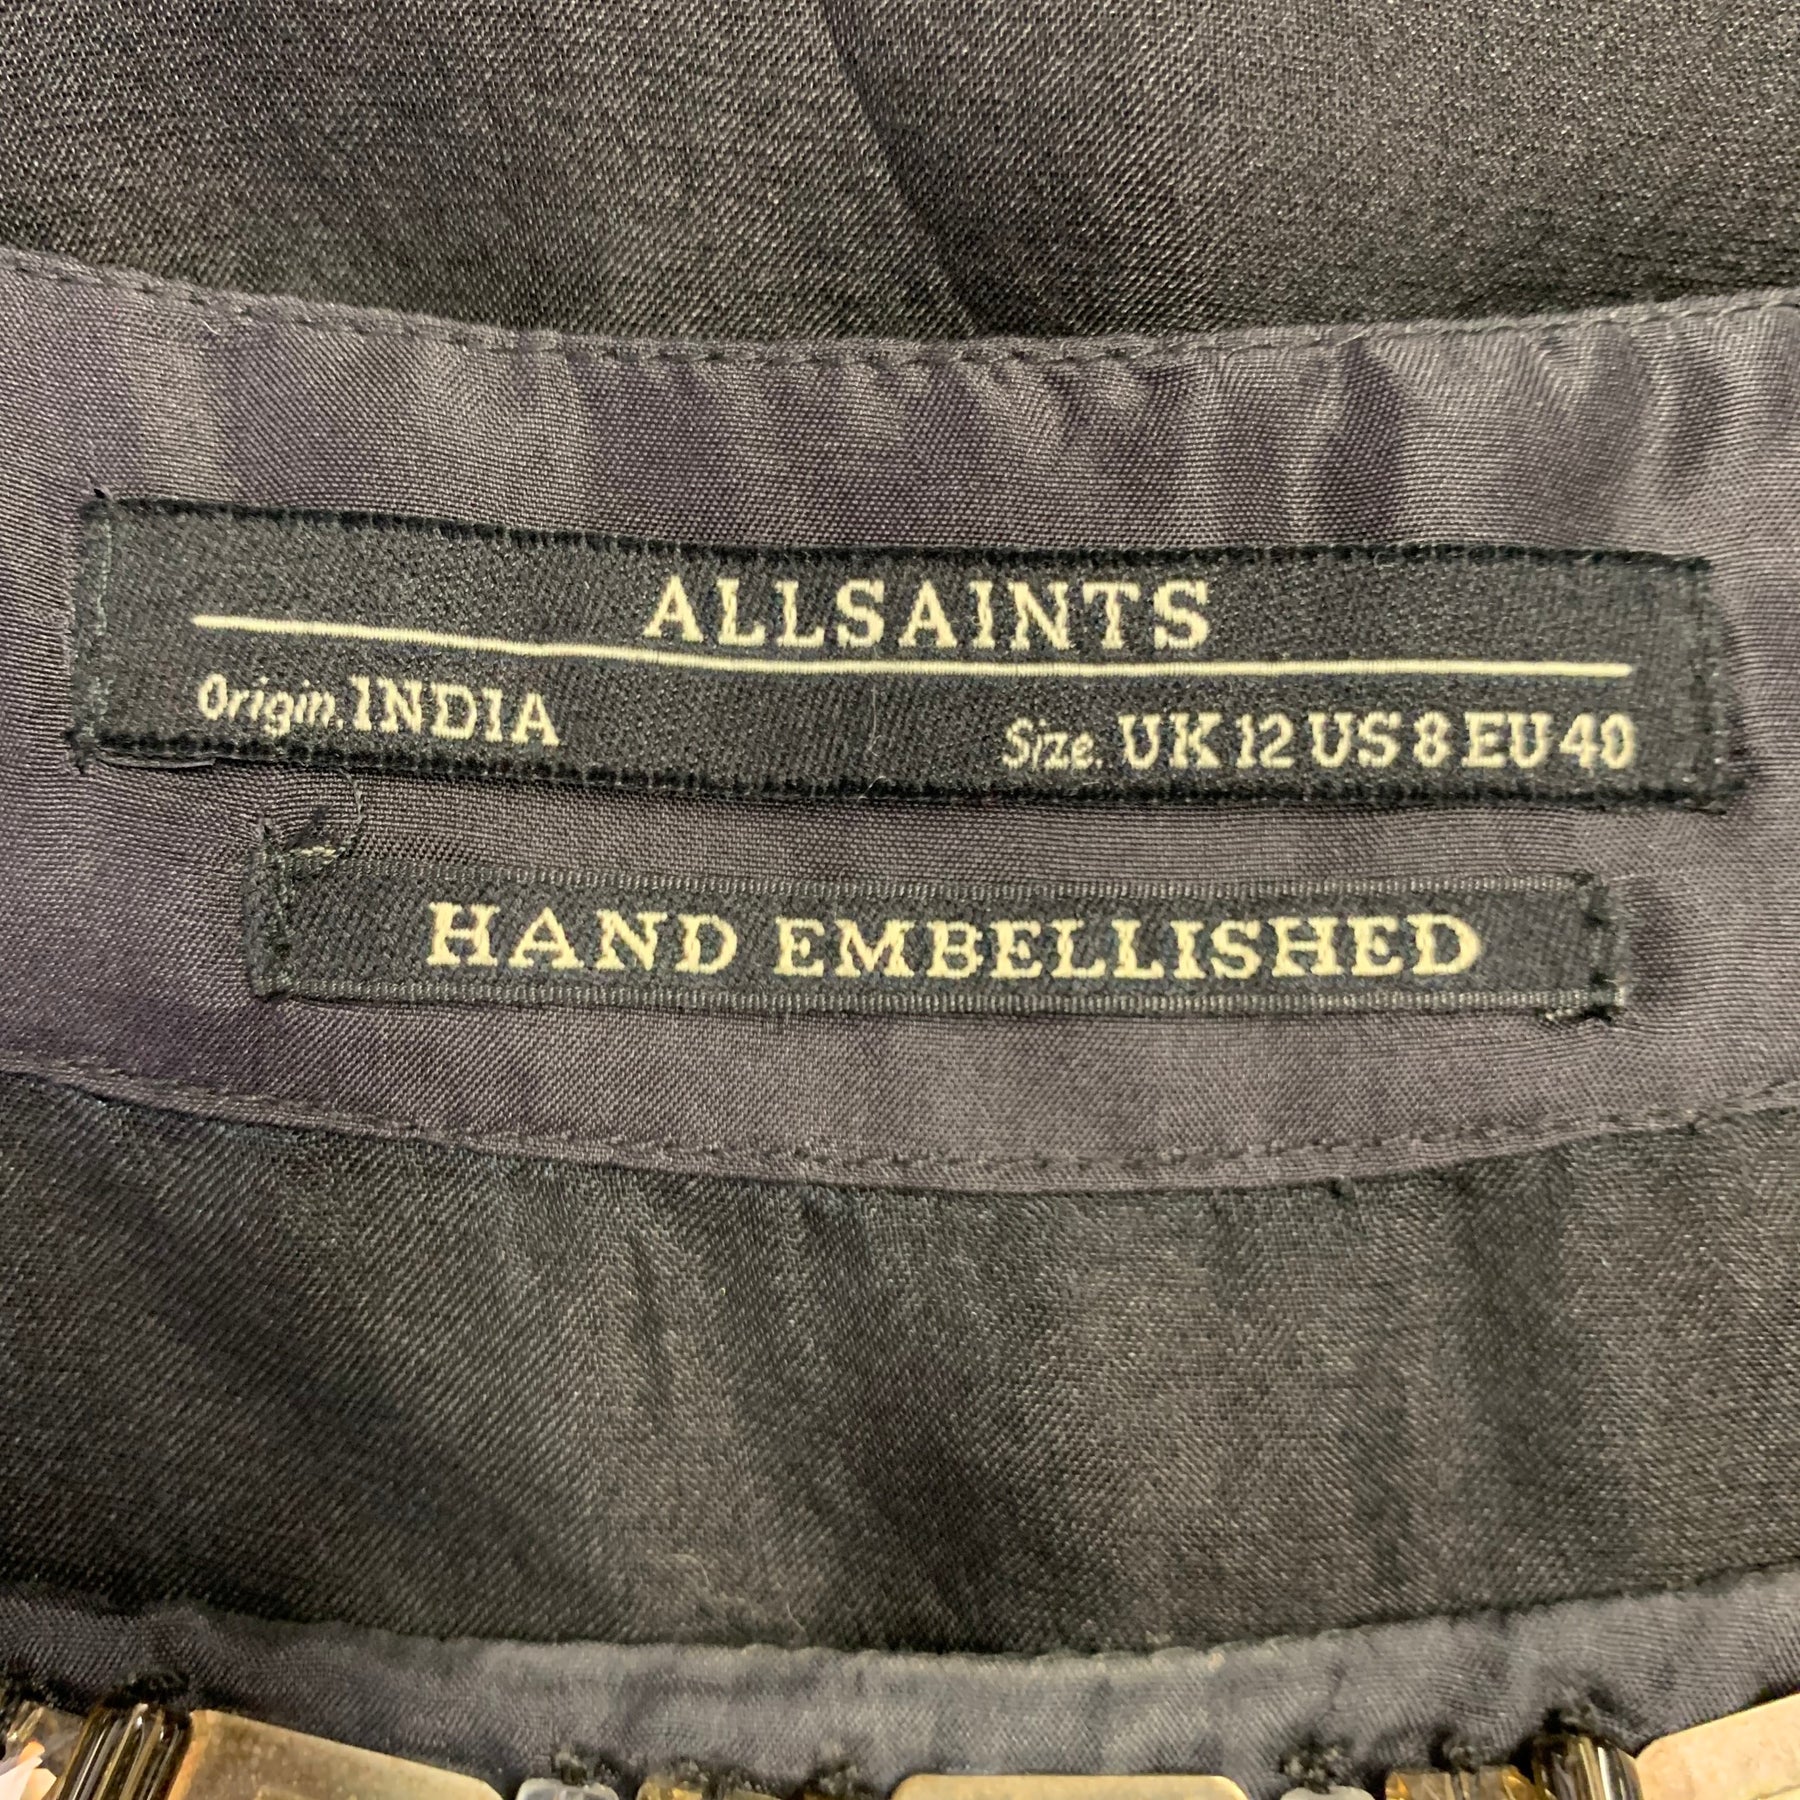 ALLSAINTS
Origin. INDIA Size. UK 12 US 8 EU 40
HAND EMBELLISHED